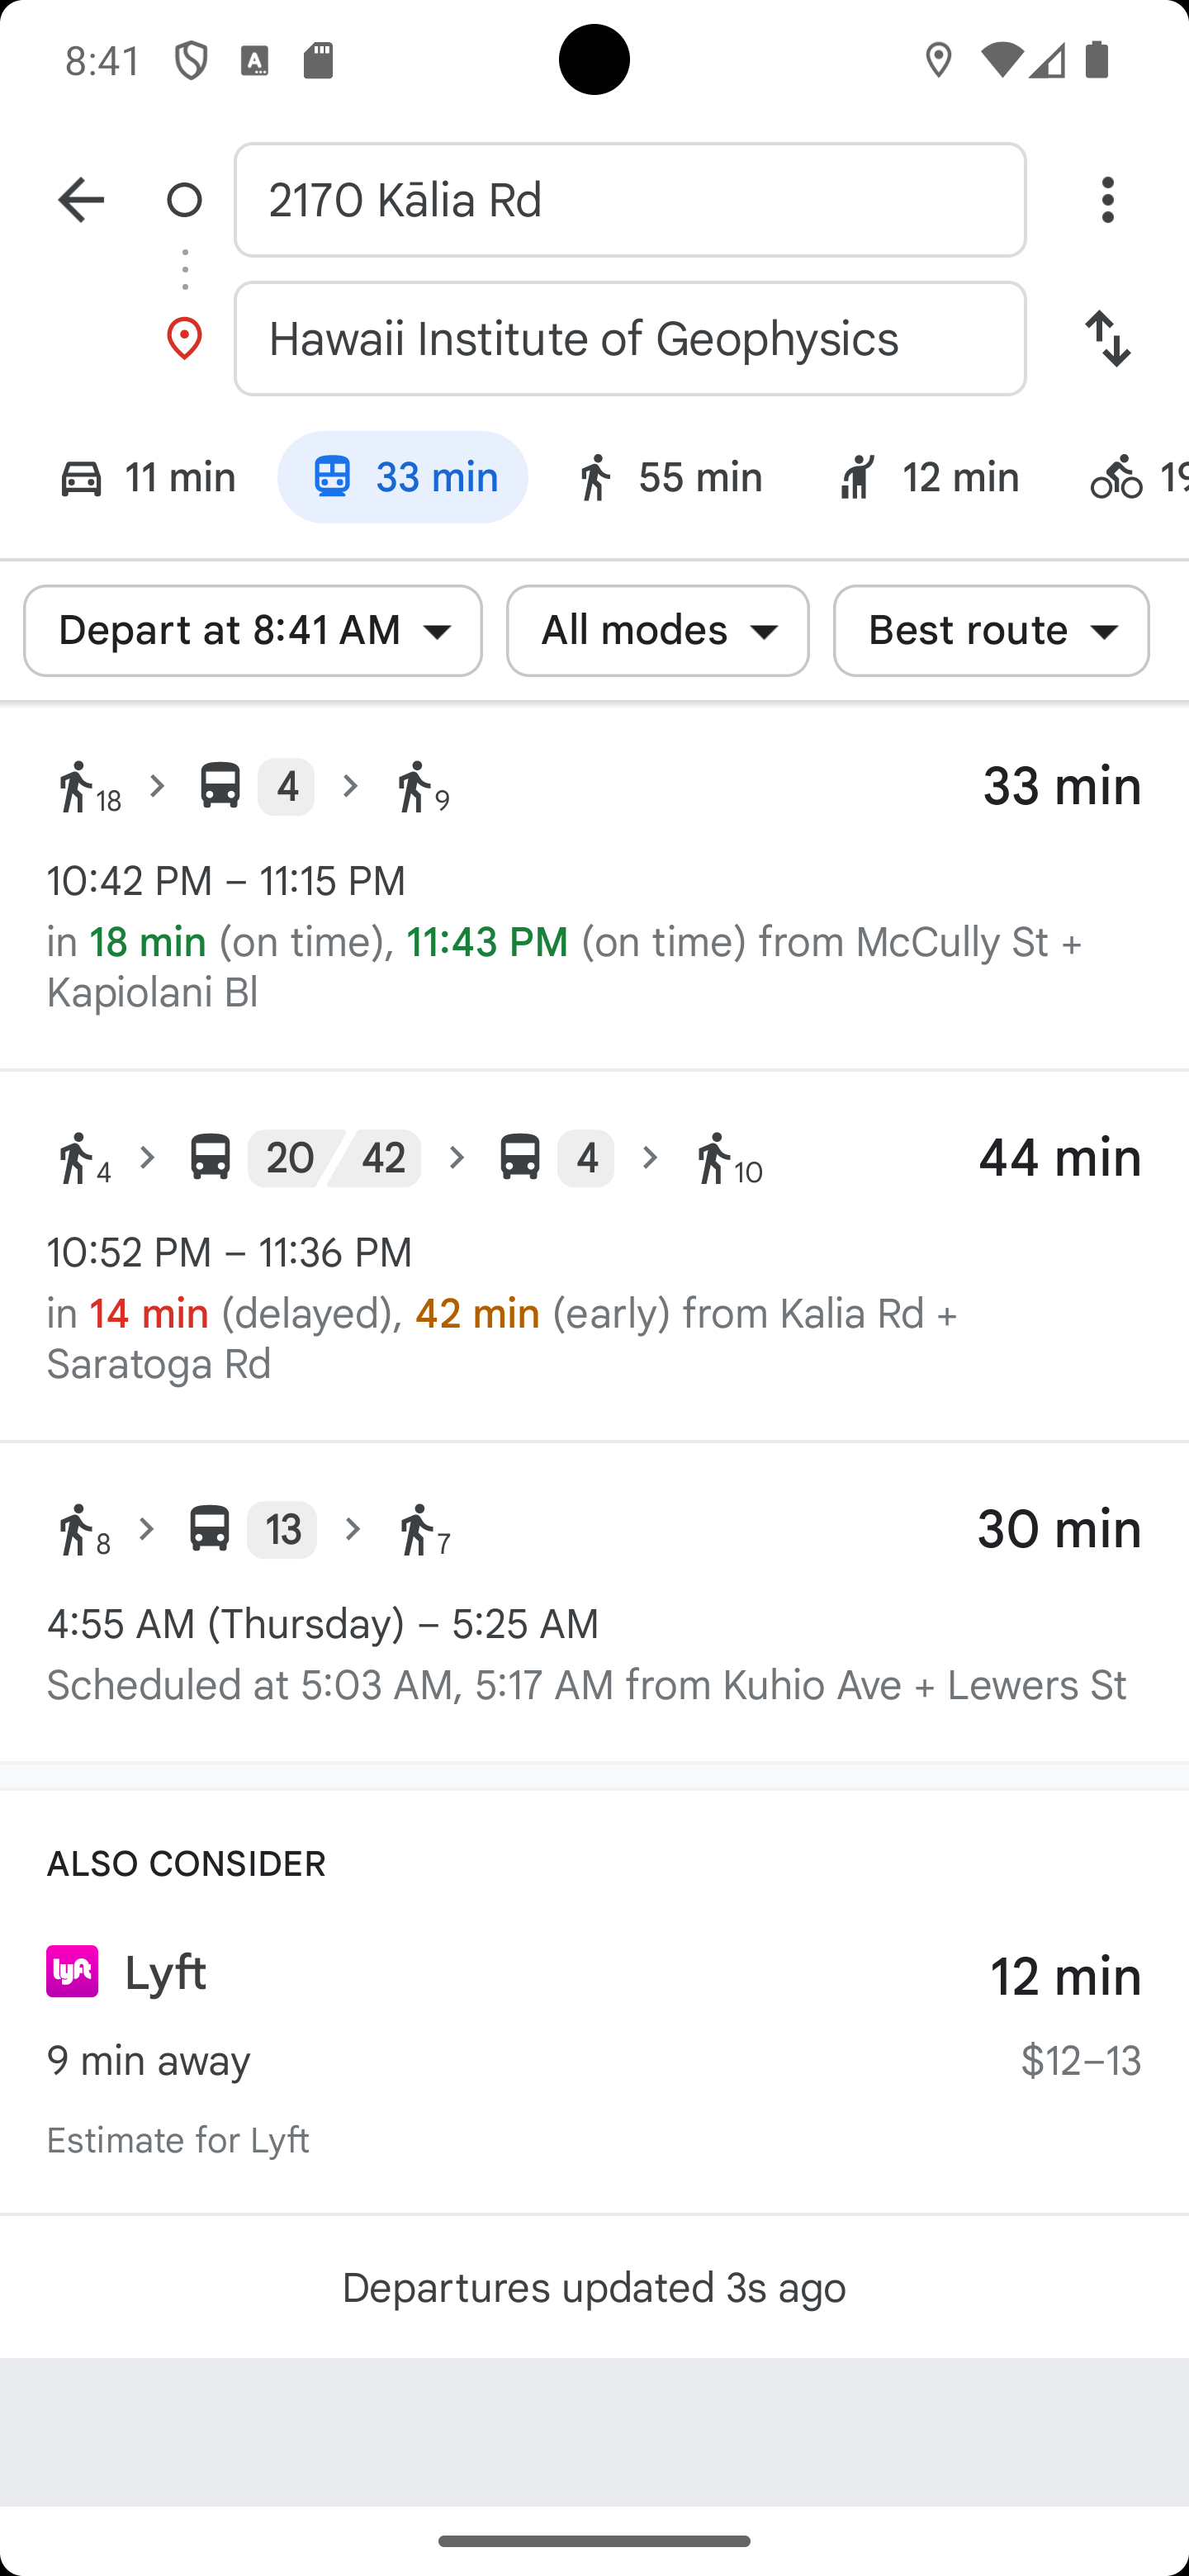 8:41
2170 Kālia Rd
Hawaii Institute of Geophysics
11 min 33 min 55 min 12 min 19
Depart at 8:41 AM All modes Best route
18 4 9 33 min
10:42 PM – 11:15 PM
in 18 min (on time), 11:43 PM (on time) from McCully St +
Kapiolani Bl
4 20 42 4 10 44 min
10:52 PM – 11:36 PM
in 14 min (delayed), 42 min (early) from Kalia Rd +
Saratoga Rd
8 13 7 30 min
4:55 AM (Thursday) – 5:25 AM
Scheduled at 5:03 AM, 5:17 AM from Kuhio Ave + Lewers St
ALSO CONSIDER
lyft Lyft 12 min
9 min away $12–13
Estimate for Lyft
Departures updated 3s ago